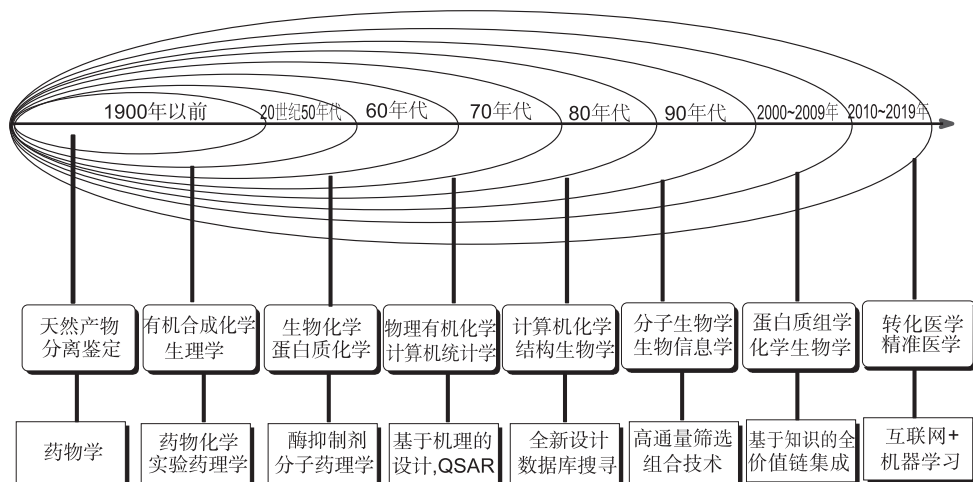 1900年以前
20世纪50年代
60年代
70年代
80年代
90年代
2000~2009年
2010~2019年
天然产物
分离鉴定
有机合成化学
生理学
生物化学
蛋白质化学
物理有机化学
计算机统计学
计算机化学
结构生物学
分子生物学
生物信息学
蛋白质组学
化学生物学
转化医学
精准医学
药物学
药物化学
实验药理学
酶抑制剂
分子药理学
基于机理的
设计,QSAR
全新设计
数据库搜寻
高通量筛选
组合技术
基于知识的全
价值链集成
互联网+
机器学习